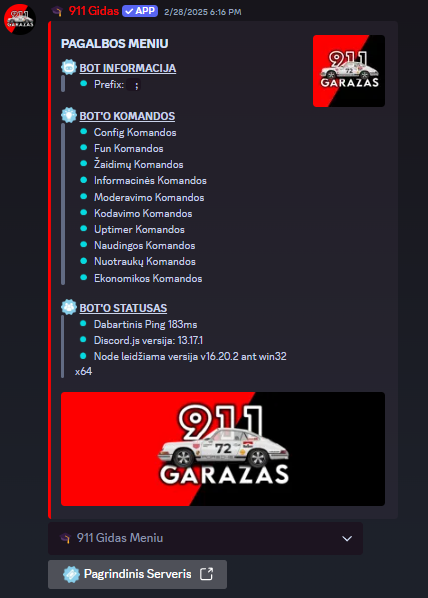 911 Gidas APP 2/28/2025 6:16 PM
PAGALBOS MENIU
911
72
GARAZAS
BOT INFORMACIJA
Prefix: ;
BOT'O KOMANDOS
Config Komandos
Fun Komandos
Žaidimų Komandos
Informacinės Komandos
Moderavimo Komandos
Kodavimo Komandos
Uptimer Komandos
Naudingos Komandos
Nuotraukų Komandos
Ekonomikos Komandos
BOT'O STATUSAS
Dabartinis Ping 183ms
Discord.js versija: 13.17.1
Node leidžiama versija v16.20.2 ant win32
x64
911
72
GARAZAS
911 Gidas Meniu
Pagrindinis Serveris